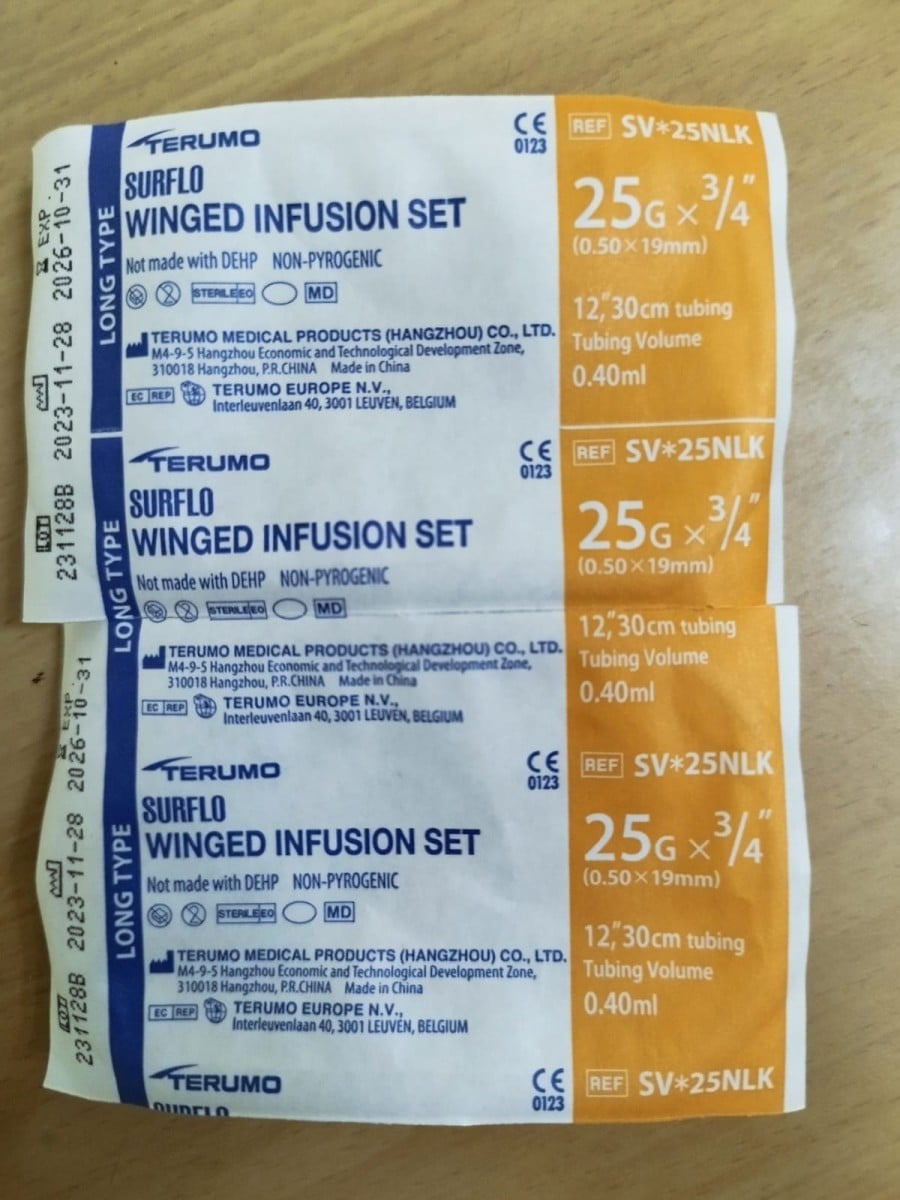 EXP
231128B 2023-11-28 2026-10-31
LOT
LONG TYPE
TERUMO
CE
0123
SURFLO
WINGED INFUSION SET
Not made with DEHP NON-PYROGENIC
STERILE EO
MD
TERUMO MEDICAL PRODUCTS (HANGZHOU) CO., LTD.
M4-9-5 Hangzhou Economic and Technological Development Zone,
310018 Hangzhou, P.R.CHINA Made in China
EC REP
TERUMO EUROPE N.V.,
Interleuvenlaan 40, 3001 LEUVEN, BELGIUM
REF SV*25NLK
25G × 3/4"
(0.50×19mm)
12,"30cm tubing
Tubing Volume
0.40ml
LONG TYPE
TERUMO
CE
0123
SURFLO
WINGED INFUSION SET
Not made with DEHP NON-PYROGENIC
STERILE EO
MD
REF SV*25NLK
25G × 3/4"
(0.50×19mm)
EXP
231128B 2023-11-28 2026-10-31
LOT
TERUMO MEDICAL PRODUCTS (HANGZHOU) CO., LTD.
M4-9-5 Hangzhou Economic and Technological Development Zone,
310018 Hangzhou, P.R.CHINA Made in China
EC REP
TERUMO EUROPE N.V.,
Interleuvenlaan 40, 3001 LEUVEN, BELGIUM
12,"30cm tubing
Tubing Volume
0.40ml
LONG TYPE
TERUMO
CE
0123
SURFLO
WINGED INFUSION SET
Not made with DEHP NON-PYROGENIC
STERILE EO
MD
TERUMO MEDICAL PRODUCTS (HANGZHOU) CO., LTD.
M4-9-5 Hangzhou Economic and Technological Development Zone,
310018 Hangzhou, P.R.CHINA Made in China
EC REP
TERUMO EUROPE N.V.,
Interleuvenlaan 40, 3001 LEUVEN, BELGIUM
REF SV*25NLK
25G × 3/4"
(0.50×19mm)
12,"30cm tubing
Tubing Volume
0.40ml
TERUMO
CE
0123
SURFLO
REF SV*25NLK